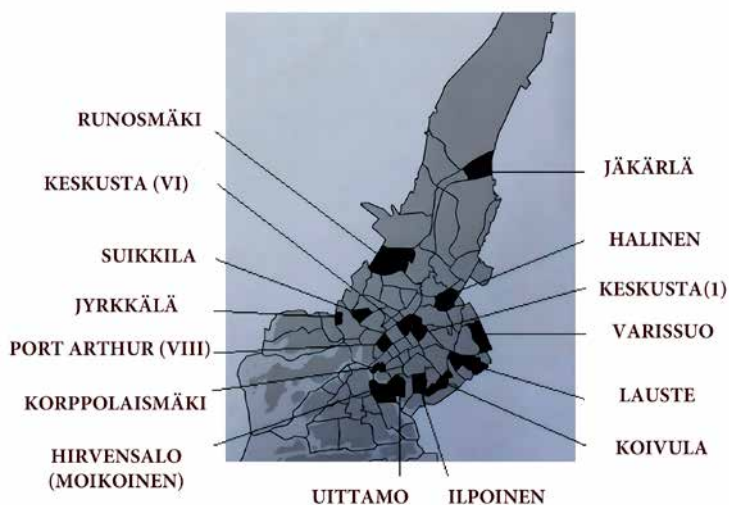 RUNOSMÄKI
KESKUSTA (VI)
SUIKKILA
JYRKKÄLÄ
PORT ARTHUR (VIII)
KORPPOLAISMÄKI
HIRVENSALO
(MOIKOINEN)
UITTAMO
ILPOINEN
JÄKÄRLÄ
HALINEN
KESKUSTA(1)
VARISSUO
LAUSTE
KOIVULA